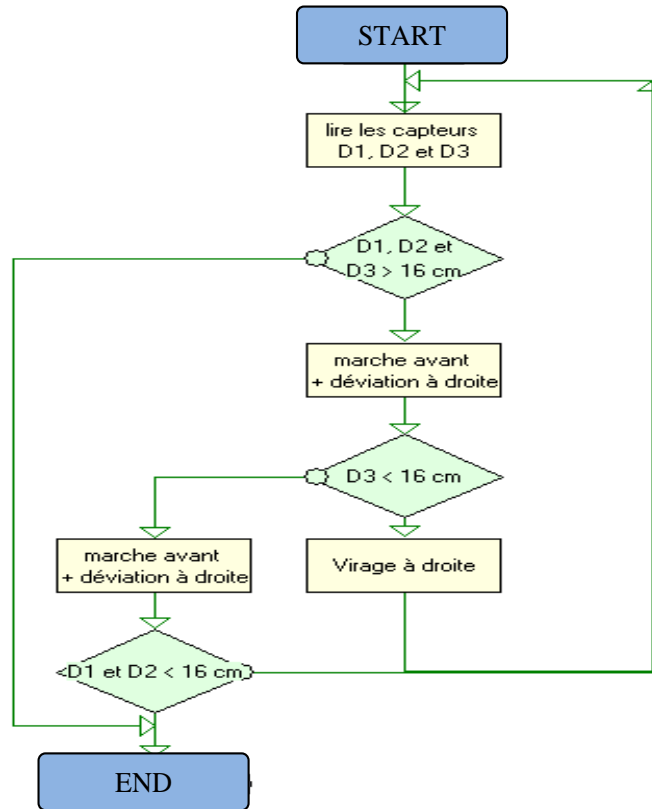 START
lire les capteurs
D1, D2 et D3
D1, D2 et
D3 > 16 cm
marche avant
+ déviation à droite
D3 < 16 cm
marche avant
+ déviation à droite
Virage à droite
<D1 et D2 < 16 cm
END